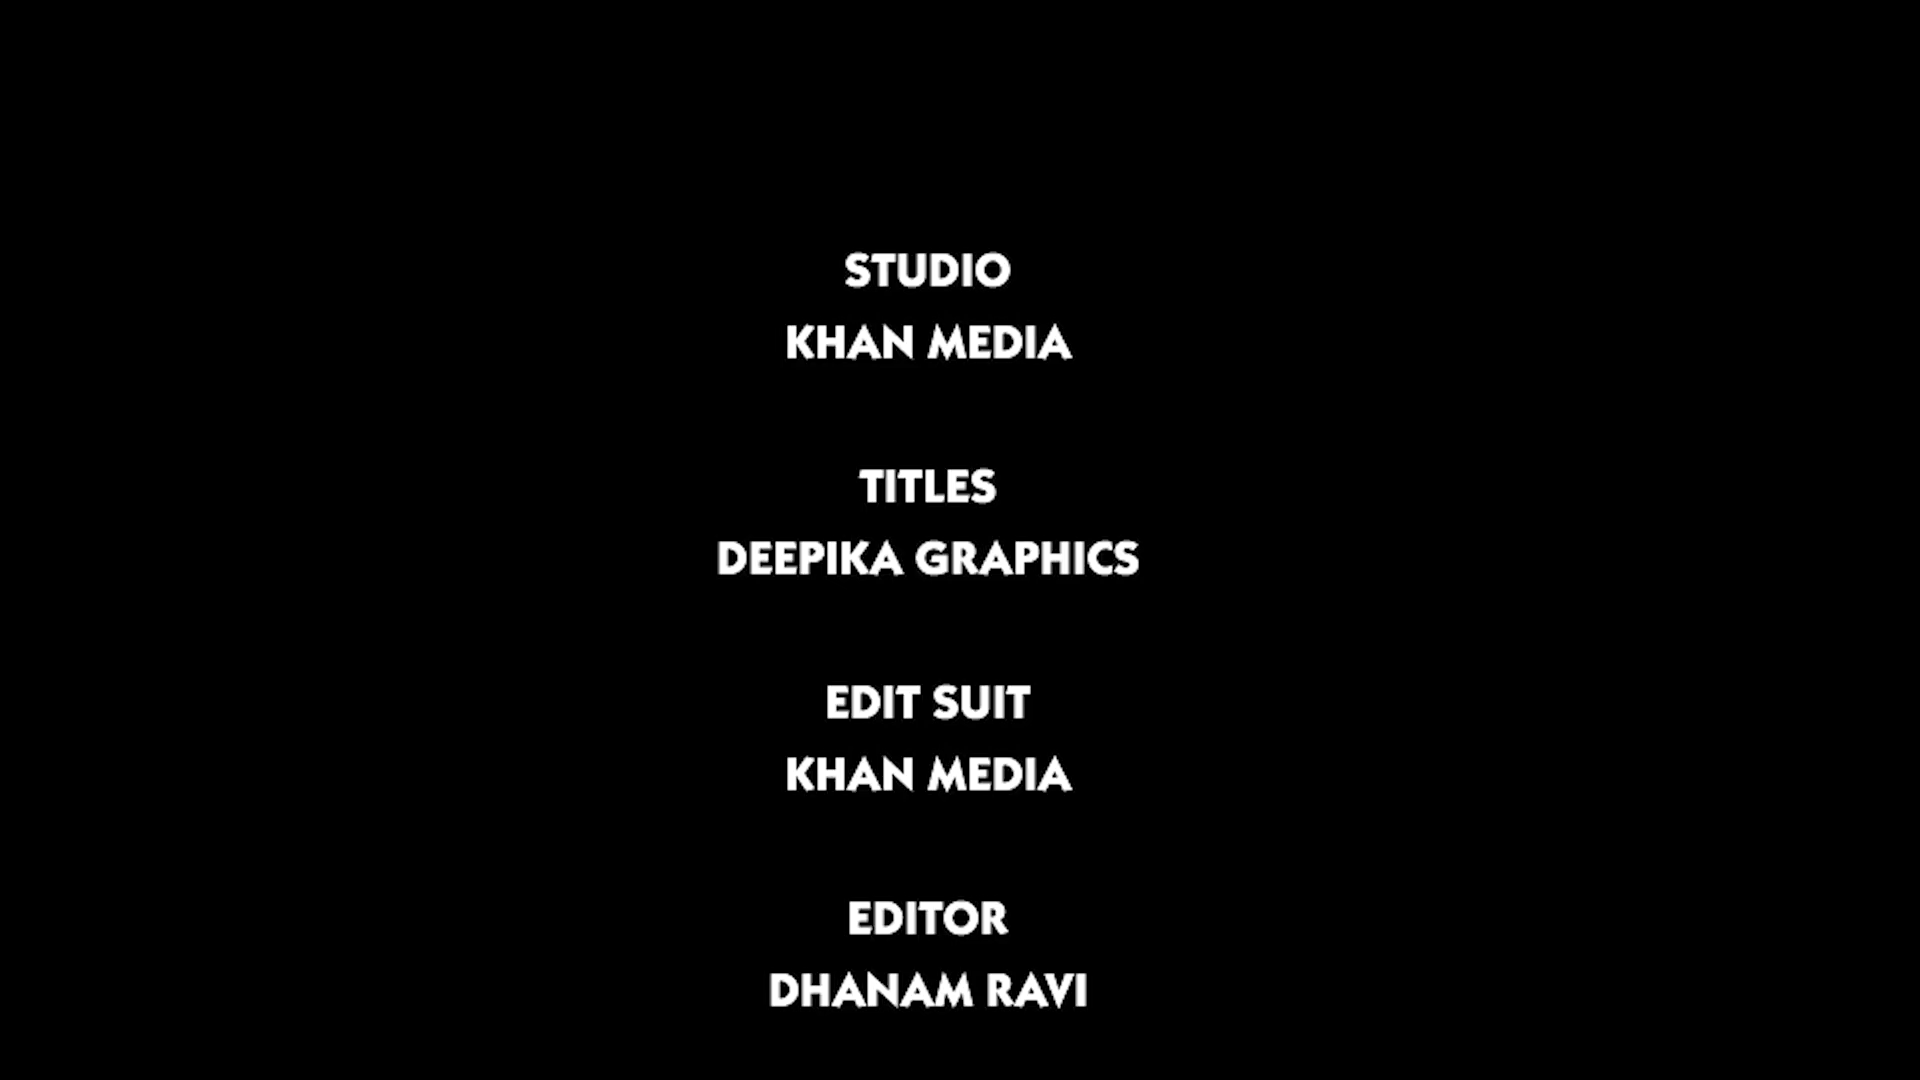 STUDIO
KHAN MEDIA
TITLES
DEEPIKA GRAPHICS
EDIT SUIT
KHAN MEDIA
EDITOR
DHANAM RAVI